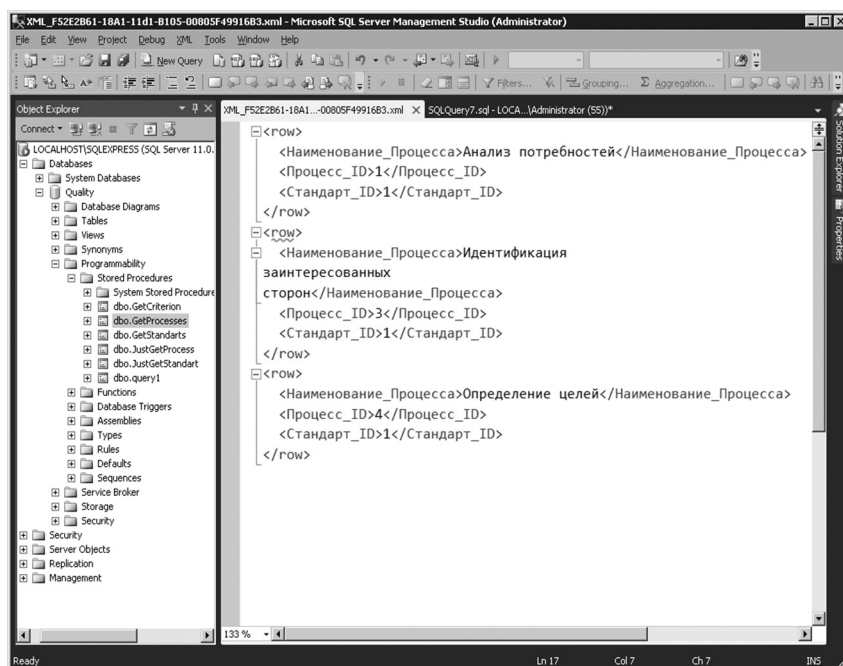 XML_F52E2B61-18A1-11d1-B105-00805F49916B3.xml - Microsoft SQL Server Management Studio (Administrator)
File Edit View Project Debug XML Tools Window Help
New Query
Filters... Grouping... Σ Aggregation...
Object Explorer
XML_F52E2B61-18A1...-00805F49916B3.xml
SQLQuery7.sql - LOCA...\Administrator (55))*
Connect
LOCALHOST\SQLEXPRESS (SQL Server 11.0.
Databases
System Databases
Quality
Database Diagrams
Tables
Views
Synonyms
Programmability
Stored Procedures
System Stored Procedure
dbo.GetCriterion
dbo.GetProcesses
dbo.GetStandarts
dbo.JustGetProcess
dbo.JustGetStandart
dbo.query1
Functions
Database Triggers
Assemblies
Types
Rules
Defaults
Sequences
Service Broker
Storage
Security
Security
Server Objects
Replication
Management
<row>
<Наименование_Процесса>Анализ потребностей</Наименование_Процесса>
<Процесс_ID>1</Процесс_ID>
<Стандарт_ID>1</Стандарт_ID>
</row>
<row>
<Наименование_Процесса>Идентификация
заинтересованных
сторон</Наименование_Процесса>
<Процесс_ID>3</Процесс_ID>
<Стандарт_ID>1</Стандарт_ID>
</row>
<row>
<Наименование_Процесса>Определение целей</Наименование_Процесса>
<Процесс_ID>4</Процесс_ID>
<Стандарт_ID>1</Стандарт_ID>
</row>
Solution Explorer
Properties
133 %
Ready
Ln 17 Col 7 Ch 7 INS